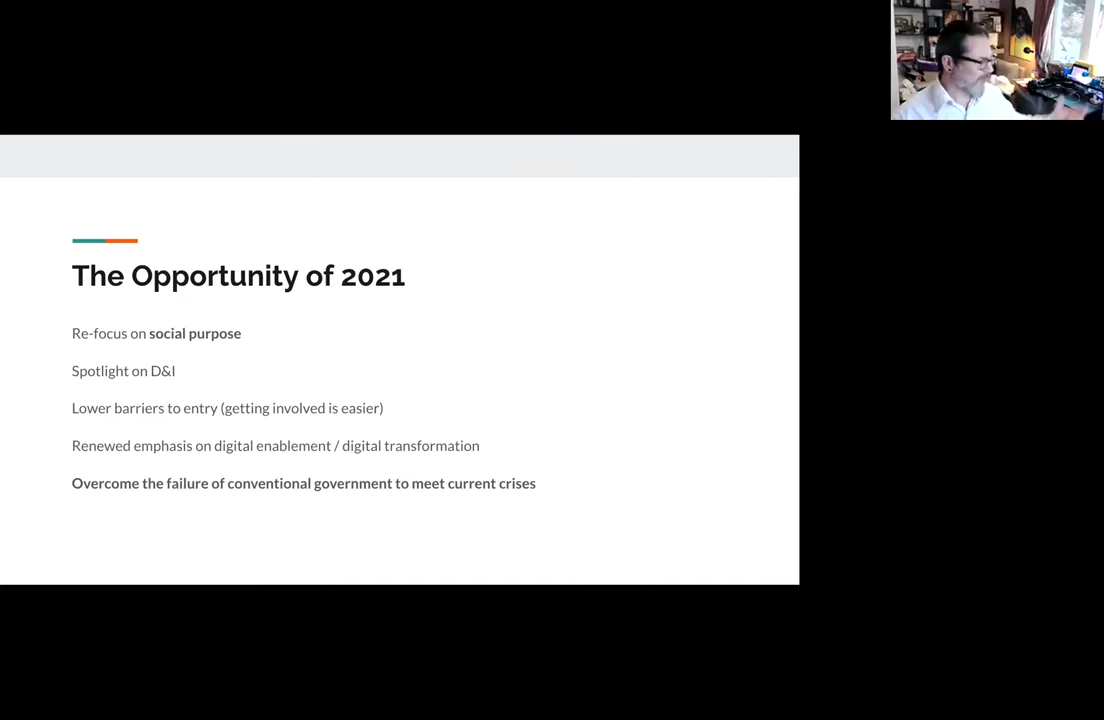 The Opportunity of 2021
Re-focus on social purpose
Spotlight on D&I
Lower barriers to entry (getting involved is easier)
Renewed emphasis on digital enablement / digital transformation
Overcome the failure of conventional government to meet current crises